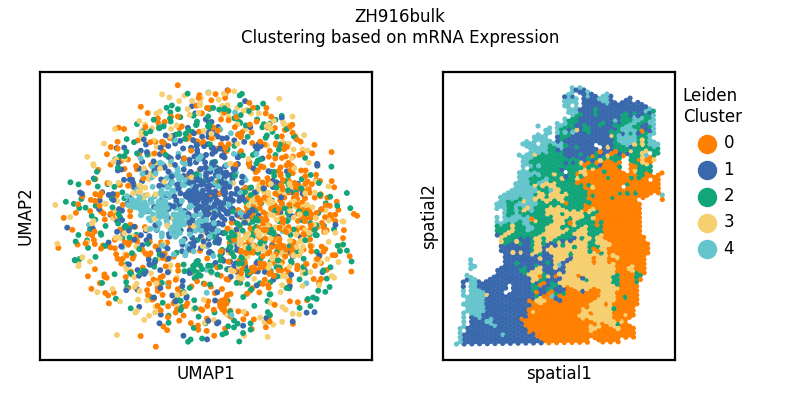 ZH916bulk
Clustering based on mRNA Expression
UMAP2
UMAP1
spatial2
spatial1
Leiden
Cluster
0
1
2
3
4